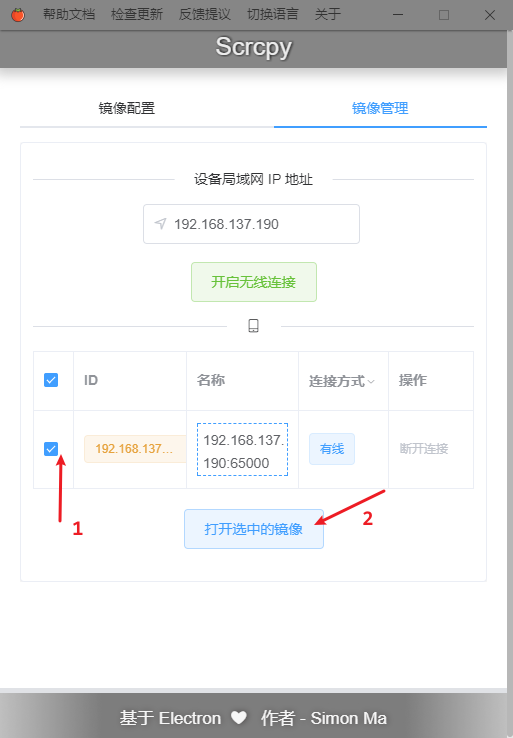 帮助文档 检查更新 反馈提议 切换语言 关于
Scrcpy
镜像配置 镜像管理
设备局域网 IP 地址
192.168.137.190
开启无线连接
ID 名称 连接方式 操作
192.168.137... 192.168.137.190:65000 有线 断开连接
1
打开选中的镜像
2
基于 Electron 作者 - Simon Ma